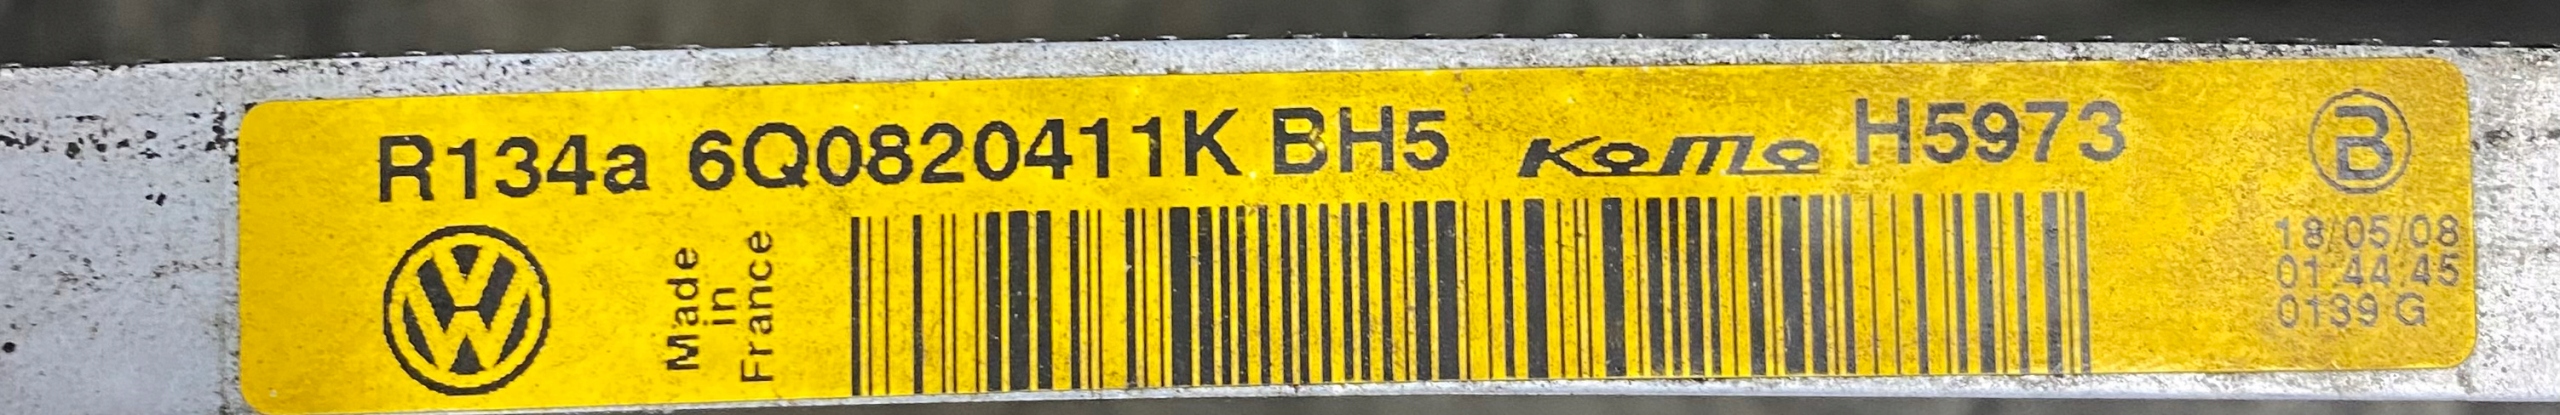 R134a 6Q0820411K BH5 KoMo H5973
B
Made
in
France
18/05/08
01 44 45
0139 G